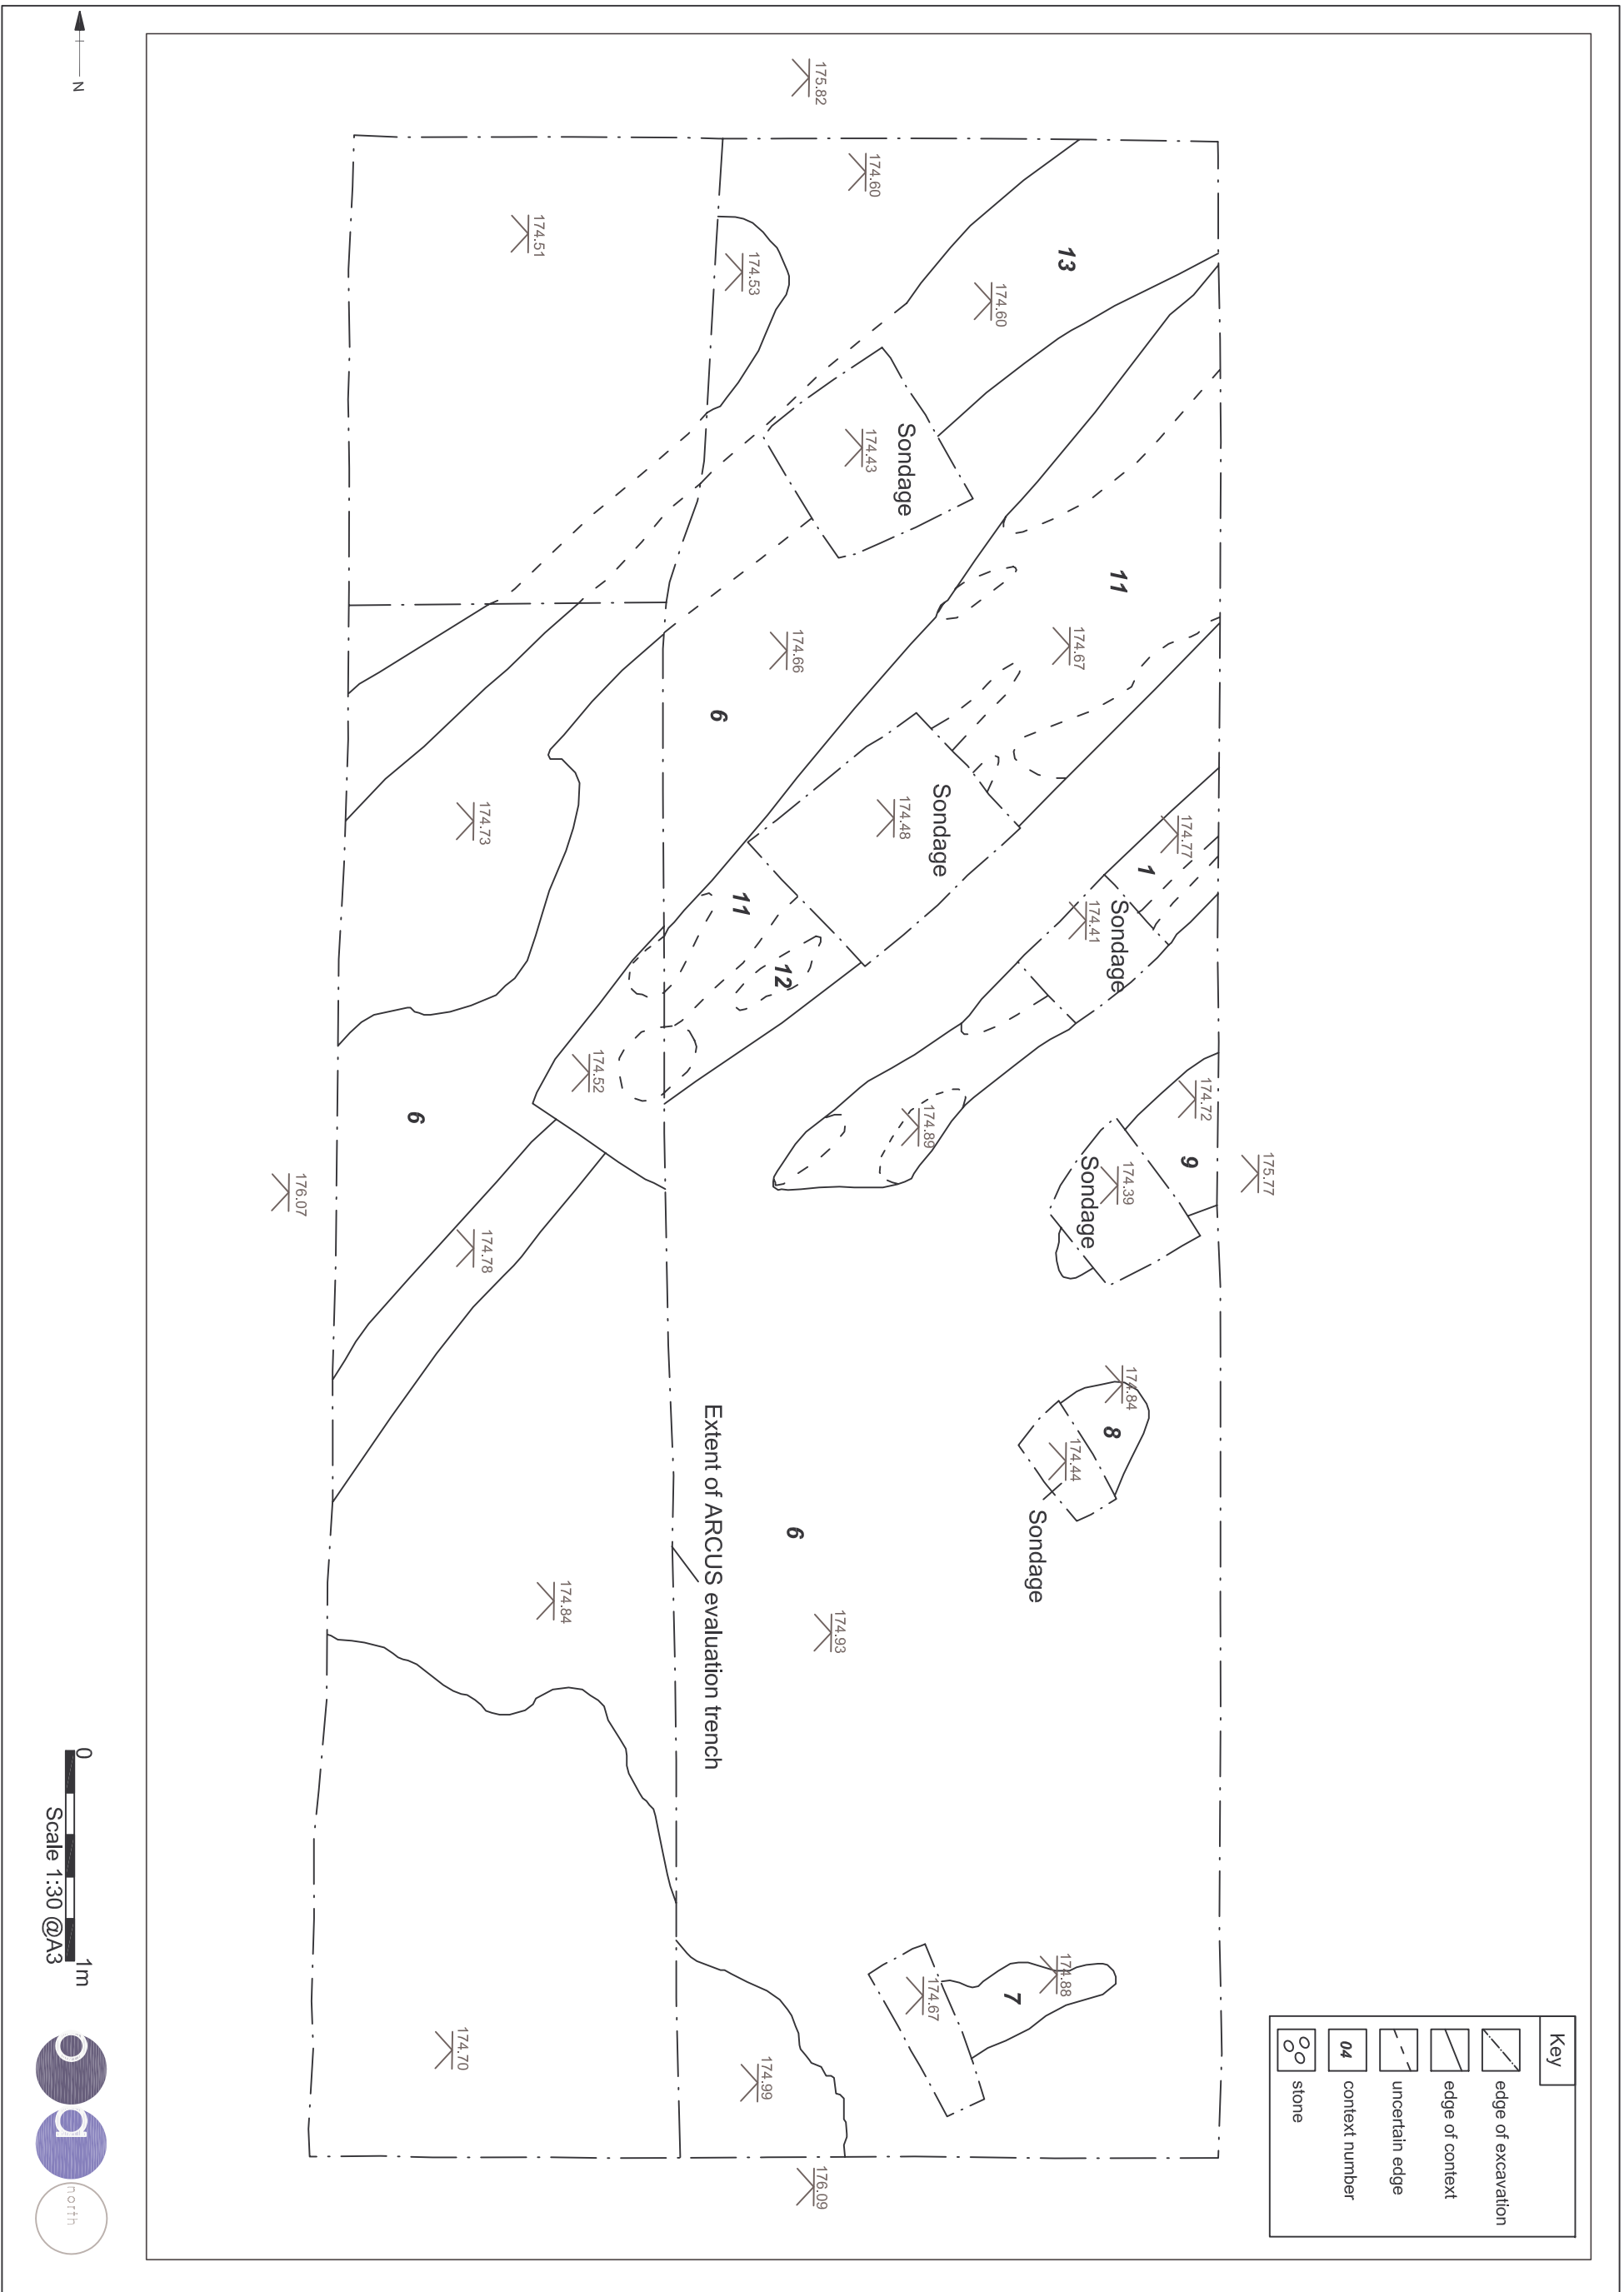 Key
edge of excavation
edge of context
uncertain edge
04
context number
stone
175.77
174.77
1
Sondage
174.41
174.72
9
174.39
Sondage
13
174.60
11
174.67
174.84
8
174.44
Sondage
174.88
7
174.67
175.82
174.60
Sondage
174.43
Sondage
174.48
174.89
174.53
174.66
6
11
12
Extent of ARCUS evaluation trench
6
174.93
174.99
176.09
174.51
174.73
174.52
6
174.78
174.84
174.70
176.07
N
0
1m
Scale 1:30 @A3
oa
north